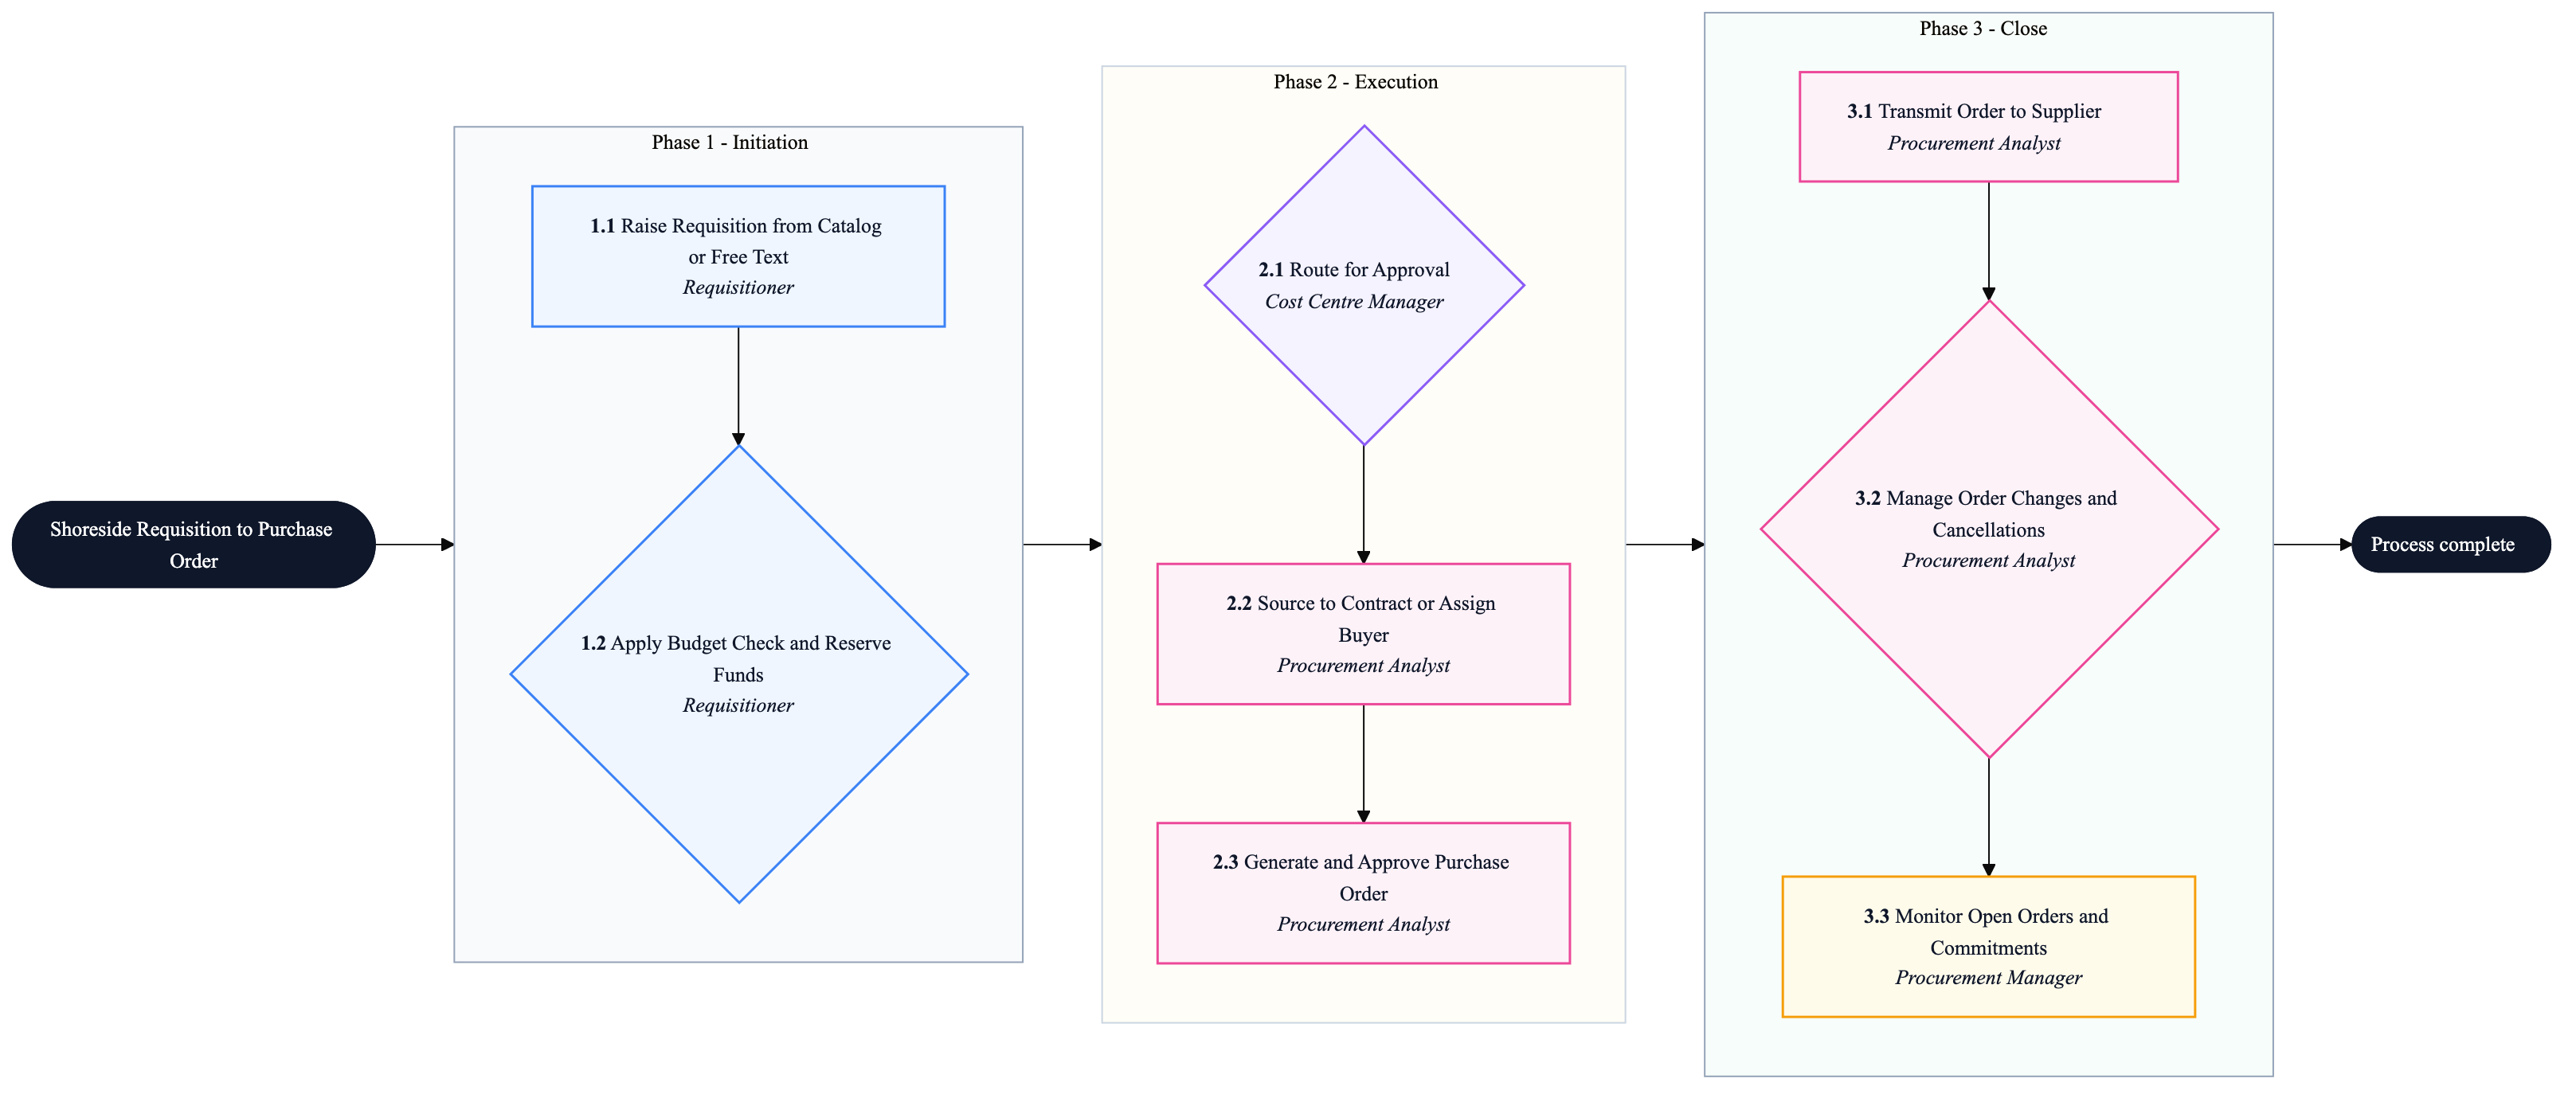 Shoreside Requisition to Purchase
Order
Phase 1 - Initiation
1.1 Raise Requisition from Catalog
or Free Text
Requisitioner
1.2 Apply Budget Check and Reserve
Funds
Requisitioner
Phase 2 - Execution
2.1 Route for Approval
Cost Centre Manager
2.2 Source to Contract or Assign
Buyer
Procurement Analyst
2.3 Generate and Approve Purchase
Order
Procurement Analyst
Phase 3 - Close
3.1 Transmit Order to Supplier
Procurement Analyst
3.2 Manage Order Changes and
Cancellations
Procurement Analyst
3.3 Monitor Open Orders and
Commitments
Procurement Manager
Process complete